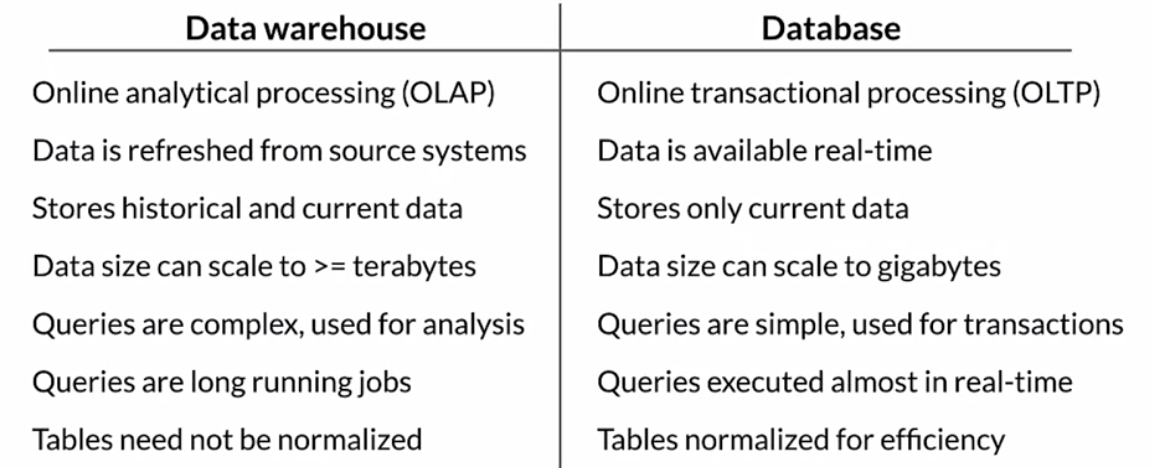 Data warehouse Database
Online analytical processing (OLAP) Online transactional processing (OLTP)
Data is refreshed from source systems Data is available real-time
Stores historical and current data Stores only current data
Data size can scale to >= terabytes Data size can scale to gigabytes
Queries are complex, used for analysis Queries are simple, used for transactions
Queries are long running jobs Queries executed almost in real-time
Tables need not be normalized Tables normalized for efficiency